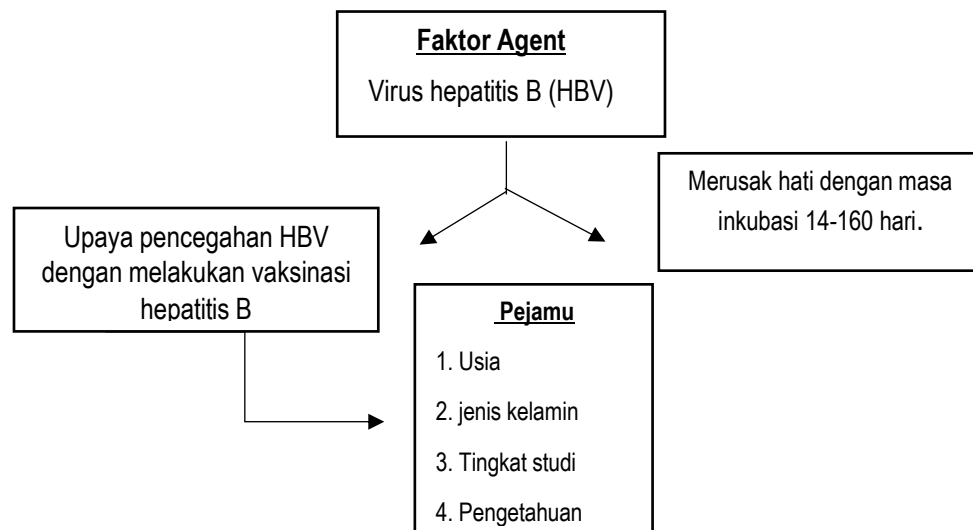 Faktor Agent
Virus hepatitis B (HBV)
Merusak hati dengan masa
inkubasi 14-160 hari.
Upaya pencegahan HBV
dengan melakukan vaksinasi
hepatitis B
Pejamu
1. Usia
2. jenis kelamin
3. Tingkat studi
4. Pengetahuan